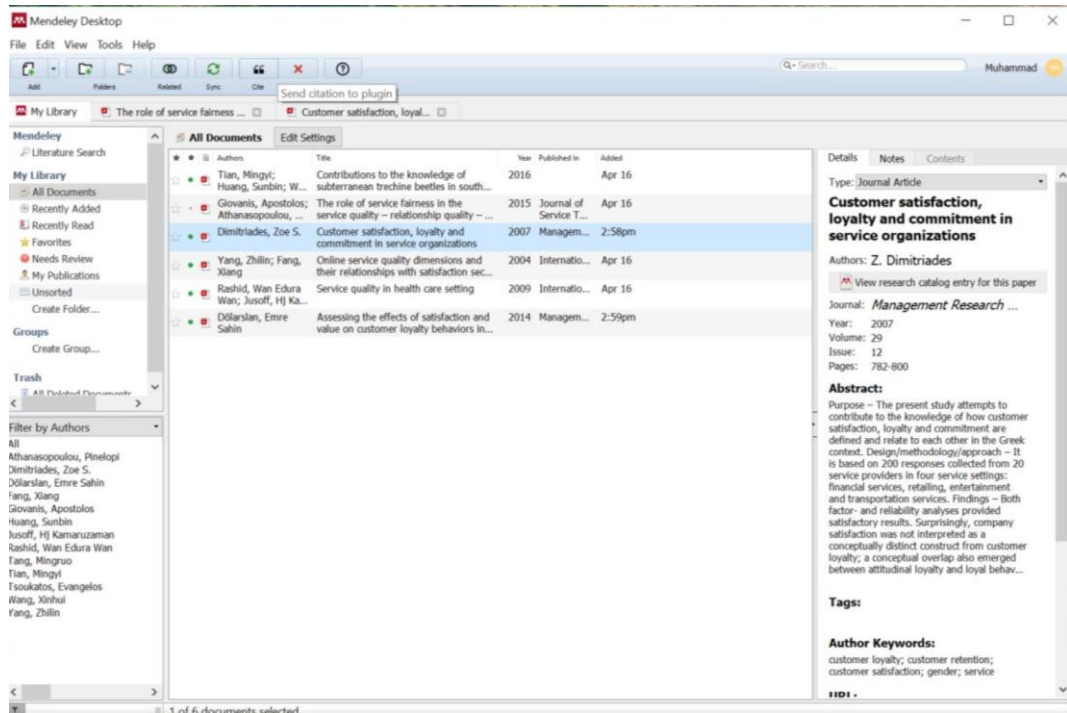 Mendeley Desktop
File Edit View Tools Help
Add Folders Related Sync Cite
Send citation to plugin
Search...
Muhammad
My Library
The role of service fairness ...
Customer satisfaction, loyal...
Mendeley
Literature Search
My Library
All Documents
Recently Added
Recently Read
Favorites
Needs Review
My Publications
Unsorted
Create Folder...
Groups
Create Group...
Trash
All Deleted Documents
Filter by Authors
All
Athanasopoulou, Pinelopi
Dimitriades, Zoe S.
Dölarslan, Emre Sahin
Fang, Xiang
Giovanis, Apostolos
Huang, Sunbin
Jusoff, Hj Kamaruzaman
Rashid, Wan Edura Wan
Tang, Mingruo
Tian, Mingyi
Tsoukatos, Evangelos
Wang, Xinhui
Yang, Zhilin
All Documents Edit Settings
Authors Title Year Published In Added
Tian, Mingyi; Contributions to the knowledge of 2016 Apr 16
Huang, Sunbin; W... subterranean trechine beetles in south...
Giovanis, Apostolos; The role of service fairness in the 2015 Journal of Apr 16
Athanasopoulou, ... service quality – relationship quality – ... Service T...
Dimitriades, Zoe S. Customer satisfaction, loyalty and 2007 Managem... 2:58pm
commitment in service organizations
Yang, Zhilin; Fang, Online service quality dimensions and 2004 Internatio... Apr 16
Xiang their relationships with satisfaction sec...
Rashid, Wan Edura Service quality in health care setting 2009 Internatio... Apr 16
Wan; Jusoff, Hj Ka...
Dölarslan, Emre Assessing the effects of satisfaction and 2014 Managem... 2:59pm
Sahin value on customer loyalty behaviors in...
1 of 6 documents selected
Details Notes Contents
Type: Journal Article
Customer satisfaction,
loyalty and commitment in
service organizations
Authors: Z. Dimitriades
View research catalog entry for this paper
Journal: Management Research ...
Year: 2007
Volume: 29
Issue: 12
Pages: 782-800
Abstract:
Purpose – The present study attempts to
contribute to the knowledge of how customer
satisfaction, loyalty and commitment are
defined and relate to each other in the Greek
context. Design/methodology/approach – It
is based on 200 responses collected from 20
service providers in four service settings:
financial services, retailing, entertainment
and transportation services. Findings – Both
factor- and reliability analyses provided
satisfactory results. Surprisingly, company
satisfaction was not interpreted as a
conceptually distinct construct from customer
loyalty; a conceptual overlap also emerged
between attitudinal loyalty and loyal behav...
Tags:
Author Keywords:
customer loyalty; customer retention;
customer satisfaction; gender; service
URL: